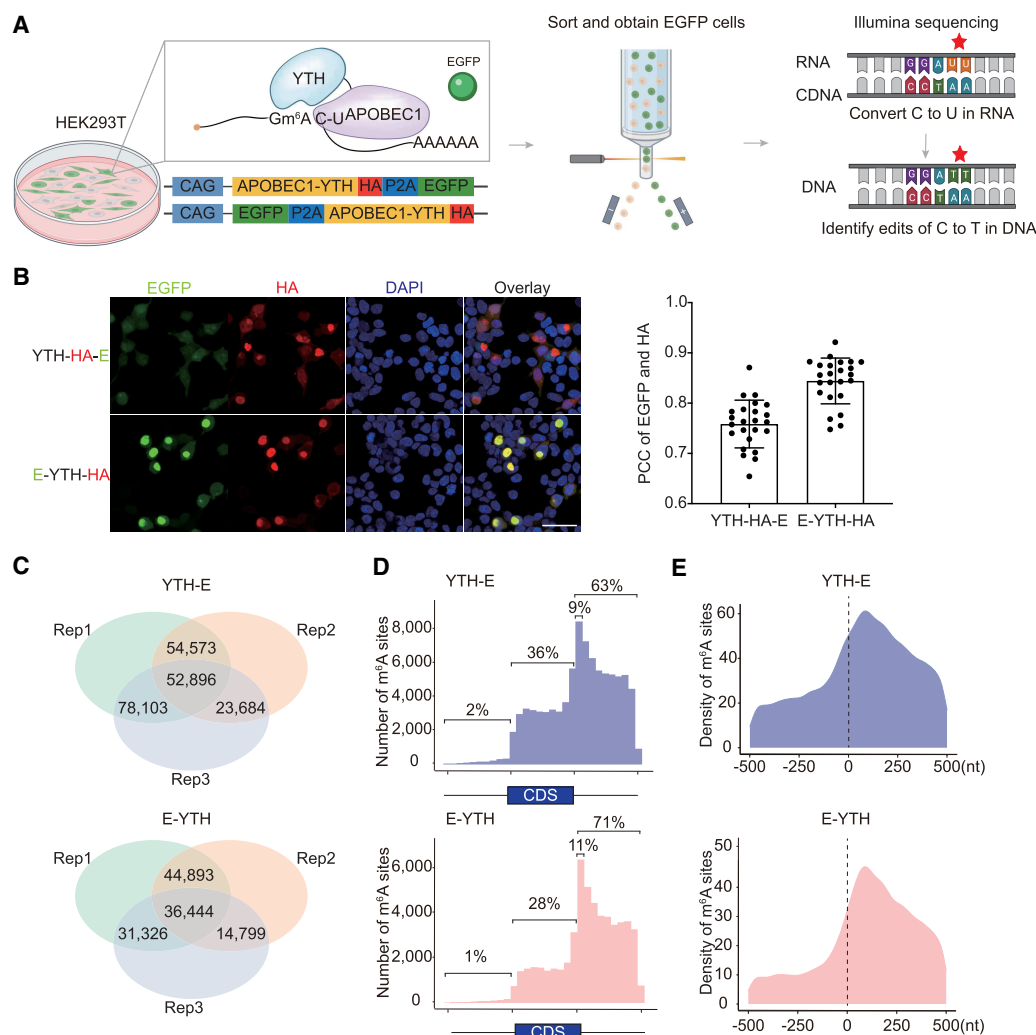 A
Sort and obtain EGFP cells
Illumina sequencing
HEK293T
YTH
EGFP
Gm⁶A C-U APOBEC1
AAAAAA
CAG APOBEC1-YTH HA P2A EGFP
CAG EGFP P2A APOBEC1-YTH HA
− +
RNA
G G A U U
CDNA
C C T A A
Convert C to U in RNA
DNA
G G A T T
C C T A A
Identify edits of C to T in DNA
B
EGFP HA DAPI Overlay
YTH-HA-E
E-YTH-HA
PCC of EGFP and HA
1.0
0.9
0.8
0.7
0.6
YTH-HA-E E-YTH-HA
C
YTH-E
Rep1 Rep2
54,573
52,896
78,103 23,684
Rep3
E-YTH
Rep1 Rep2
44,893
36,444
31,326 14,799
Rep3
D
YTH-E
63%
9%
36%
2%
Number of m⁶A sites
8,000
6,000
4,000
2,000
0
CDS
E-YTH
71%
11%
28%
1%
Number of m⁶A sites
6,000
4,000
2,000
0
CDS
E
YTH-E
Density of m⁶A sites
60
40
20
0
-500 -250 0 250 500(nt)
E-YTH
Density of m⁶A sites
50
40
30
20
10
0
-500 -250 0 250 500(nt)